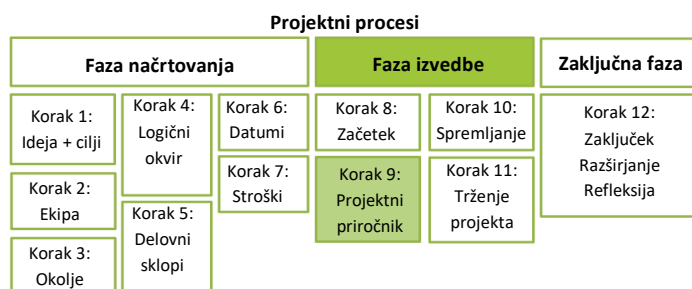 Projektni procesi
Faza načrtovanja
Faza izvedbe
Zaključna faza
Korak 1:
Ideja + cilji
Korak 2:
Ekipa
Korak 3:
Okolje
Korak 4:
Logični
okvir
Korak 5:
Delovni
sklopi
Korak 6:
Datumi
Korak 7:
Stroški
Korak 8:
Začetek
Korak 9:
Projektni
priročnik
Korak 10:
Spremljanje
Korak 11:
Trženje
projekta
Korak 12:
Zaključek
Razširjanje
Refleksija